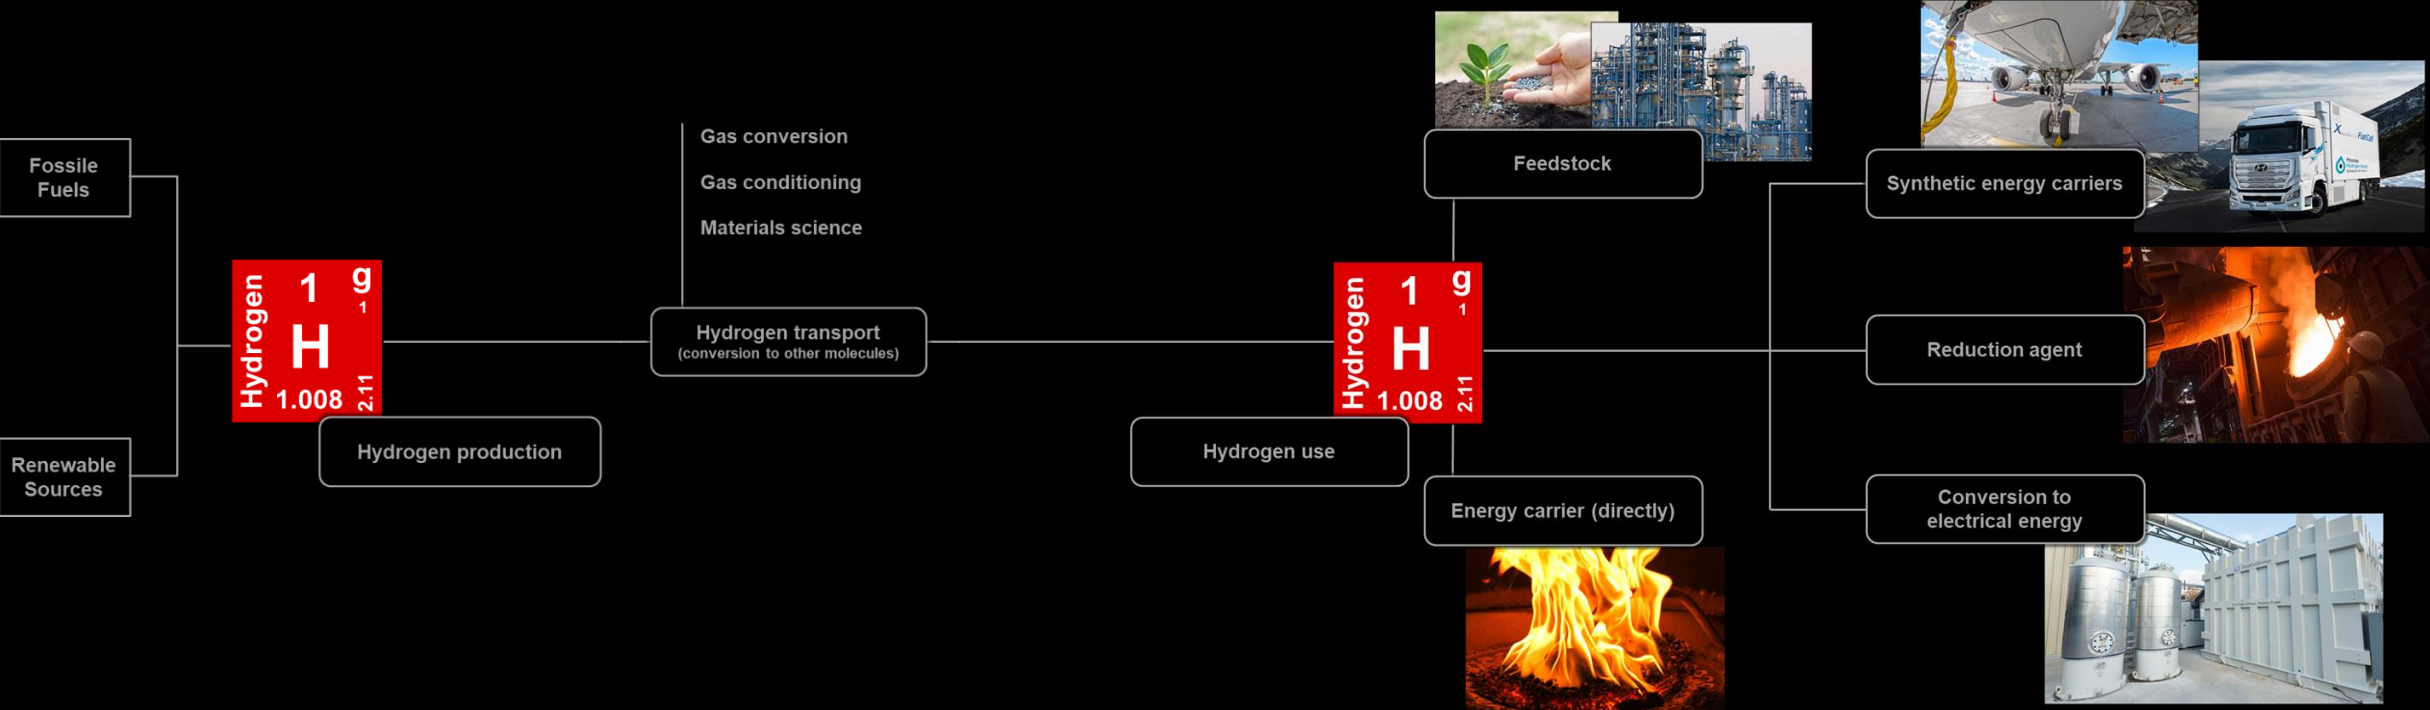 Fossile
Fuels
Renewable
Sources
Hydrogen
1
g
1
H
1.008
2.11
Hydrogen production
Gas conversion
Gas conditioning
Materials science
Hydrogen transport
(conversion to other molecules)
Hydrogen
1
g
1
H
1.008
2.11
Hydrogen use
Feedstock
Energy carrier (directly)
Synthetic energy carriers
Reduction agent
Conversion to
electrical energy
FuelCell